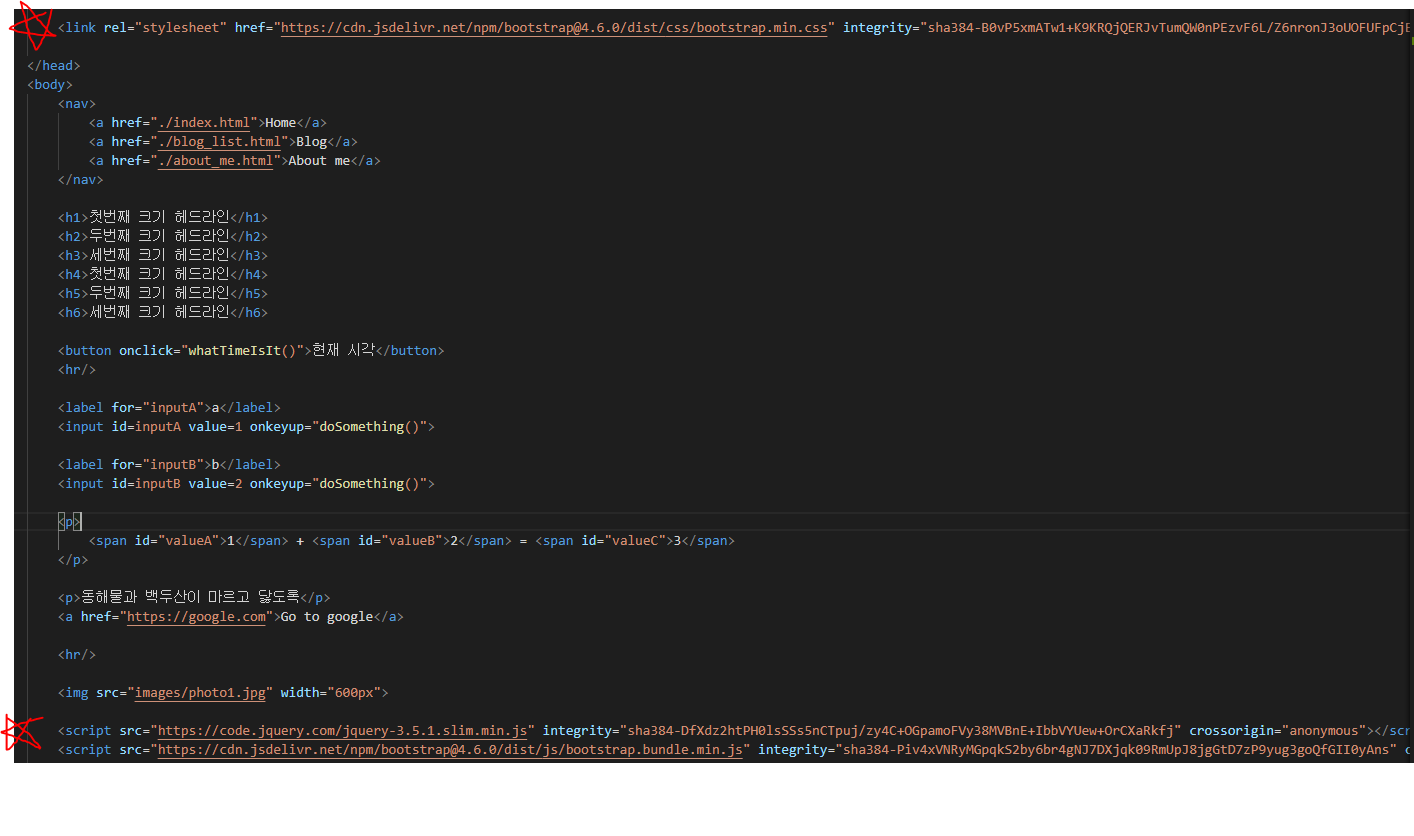 <link rel="stylesheet" href="https://cdn.jsdelivr.net/npm/bootstrap@4.6.0/dist/css/bootstrap.min.css" integrity="sha384-B0vP5xmATw1+K9KRQjQERJvTumQW0nPEzvF6L/Z6nronJ3oUOFUFpCjE
</head>
<body>
<nav>
<a href="./index.html">Home</a>
<a href="./blog_list.html">Blog</a>
<a href="./about_me.html">About me</a>
</nav>
<h1>첫번째 크기 헤드라인</h1>
<h2>두번째 크기 헤드라인</h2>
<h3>세번째 크기 헤드라인</h3>
<h4>첫번째 크기 헤드라인</h4>
<h5>두번째 크기 헤드라인</h5>
<h6>세번째 크기 헤드라인</h6>
<button onclick="whatTimeIsIt()">현재 시각</button>
<hr/>
<label for="inputA">a</label>
<input id=inputA value=1 onkeyup="doSomething()">
<label for="inputB">b</label>
<input id=inputB value=2 onkeyup="doSomething()">
<p>
<span id="valueA">1</span> + <span id="valueB">2</span> = <span id="valueC">3</span>
</p>
<p>동해물과 백두산이 마르고 닳도록</p>
<a href="https://google.com">Go to google</a>
<hr/>
<img src="images/photo1.jpg" width="600px">
<script src="https://code.jquery.com/jquery-3.5.1.slim.min.js" integrity="sha384-DfXdz2htPH0lsSSs5nCTpuj/zy4C+OGpamoFVy38MVBnE+IbbVYUew+OrCXaRkfj" crossorigin="anonymous"></scr
<script src="https://cdn.jsdelivr.net/npm/bootstrap@4.6.0/dist/js/bootstrap.bundle.min.js" integrity="sha384-Piv4xVNRyMGpqkS2by6br4gNJ7DXjqk09RmUpJ8jgGtD7zP9yug3goQfGII0yAns" c